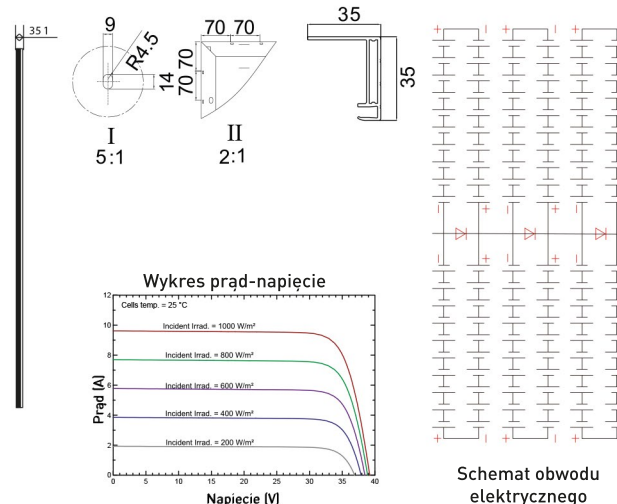 35 1
9
R4.5
14
I
5:1
70 70
70 70
II
2:1
35
35
+ - + - +
- + - + -
+ - + - +
+ - + - +
Wykres prąd-napięcie
Cells temp. = 25 °C
Incident Irrad. = 1000 W/m²
Incident Irrad. = 800 W/m²
Incident Irrad. = 600 W/m²
Incident Irrad. = 400 W/m²
Incident Irrad. = 200 W/m²
12
10
8
6
4
2
0
Prąd (A)
0 5 10 15 20 25 30 35 40
Napięcie (V)
Schemat obwodu
elektrycznego